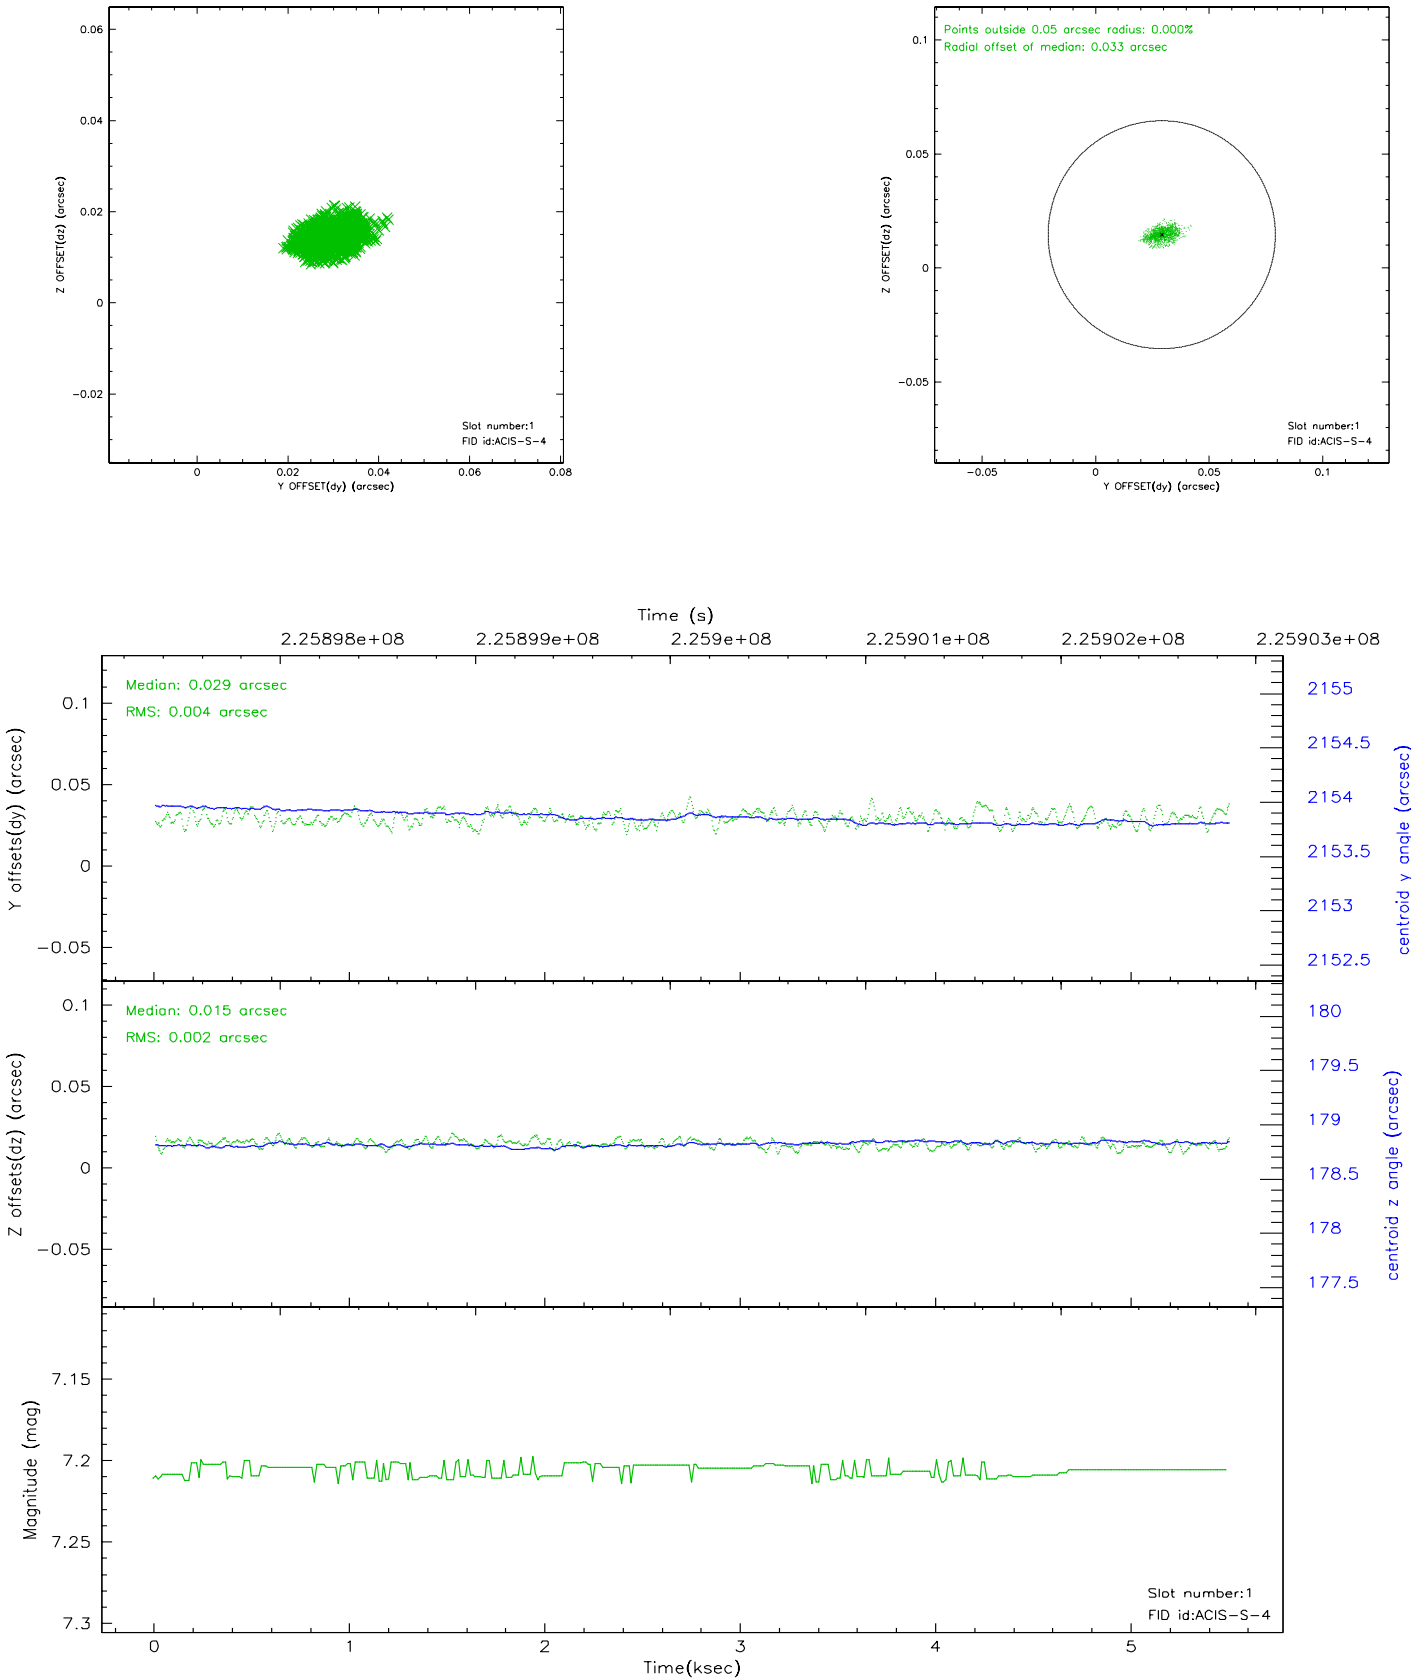 0.06
0.04
0.02
0
−0.02
Z OFFSET(dz) (arcsec)
Slot number:1
FID id:ACIS−S−4
0
0.02
0.04
0.06
0.08
Y OFFSET(dy) (arcsec)
Points outside 0.05 arcsec radius: 0.000%
Radial offset of median: 0.033 arcsec
0.1
0.05
0
−0.05
Z OFFSET(dz) (arcsec)
Slot number:1
FID id:ACIS−S−4
−0.05
0
0.05
0.1
Y OFFSET(dy) (arcsec)
Time (s)
2.25898e+08
2.25899e+08
2.259e+08
2.25901e+08
2.25902e+08
2.25903e+08
Median: 0.029 arcsec
RMS: 0.004 arcsec
0.1
0.05
0
−0.05
Y offsets(dy) (arcsec)
2155
2154.5
2154
2153.5
2153
2152.5
centroid y angle (arcsec)
Median: 0.015 arcsec
RMS: 0.002 arcsec
0.1
0.05
0
−0.05
Z offsets(dz) (arcsec)
180
179.5
179
178.5
178
177.5
centroid z angle (arcsec)
7.15
7.2
7.25
7.3
Magnitude (mag)
Slot number:1
FID id:ACIS−S−4
0
1
2
3
4
5
Time(ksec)